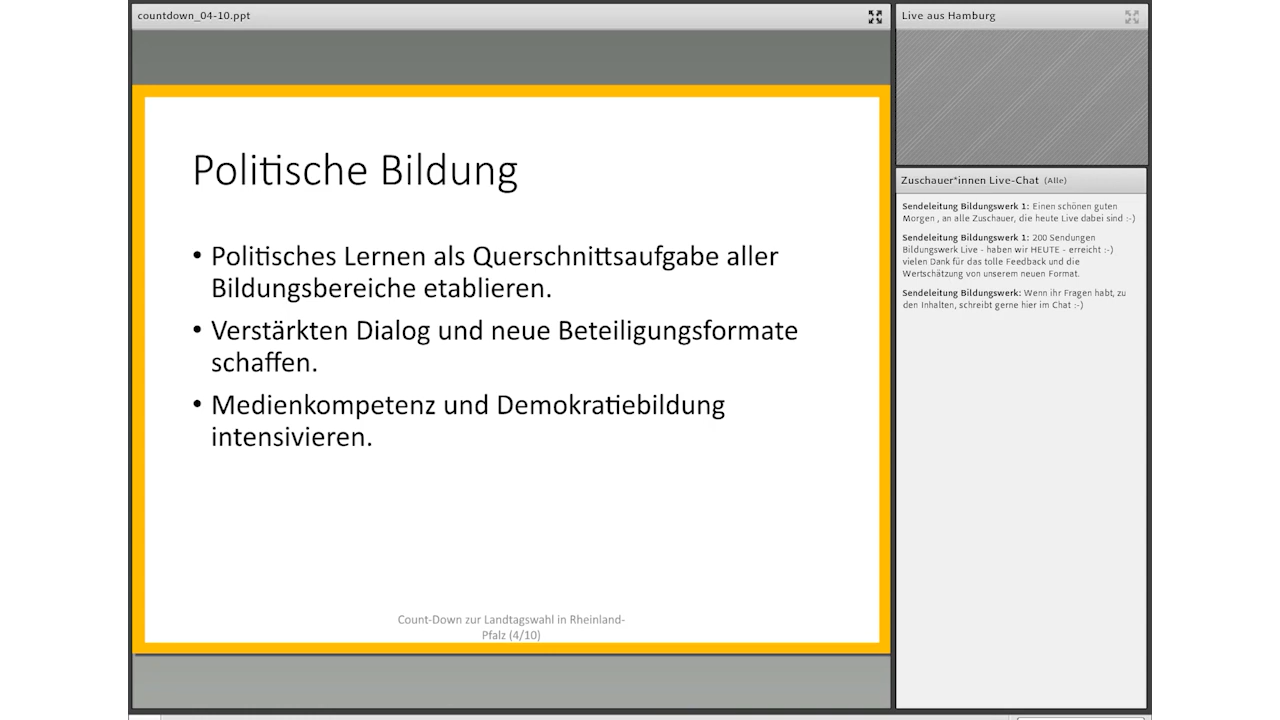 countdown_04-10.ppt
Politische Bildung
• Politisches Lernen als Querschnittsaufgabe aller
Bildungsbereiche etablieren.
• Verstärkten Dialog und neue Beteiligungsformate
schaffen.
• Medienkompetenz und Demokratiebildung
intensivieren.
Count-Down zur Landtagswahl in Rheinland-
Pfalz (4/10)
Live aus Hamburg
Zuschauer*innen Live-Chat (Alle)
Sendeleitung Bildungswerk 1: Einen schönen guten
Morgen , an alle Zuschauer, die heute Live dabei sind :-)
Sendeleitung Bildungswerk 1: 200 Sendungen
Bildungswerk Live - haben wir HEUTE - erreicht :-)
vielen Dank für das tolle Feedback und die
Wertschätzung von unserem neuen Format.
Sendeleitung Bildungswerk: Wenn ihr Fragen habt, zu
den Inhalten, schreibt gerne hier im Chat :-)